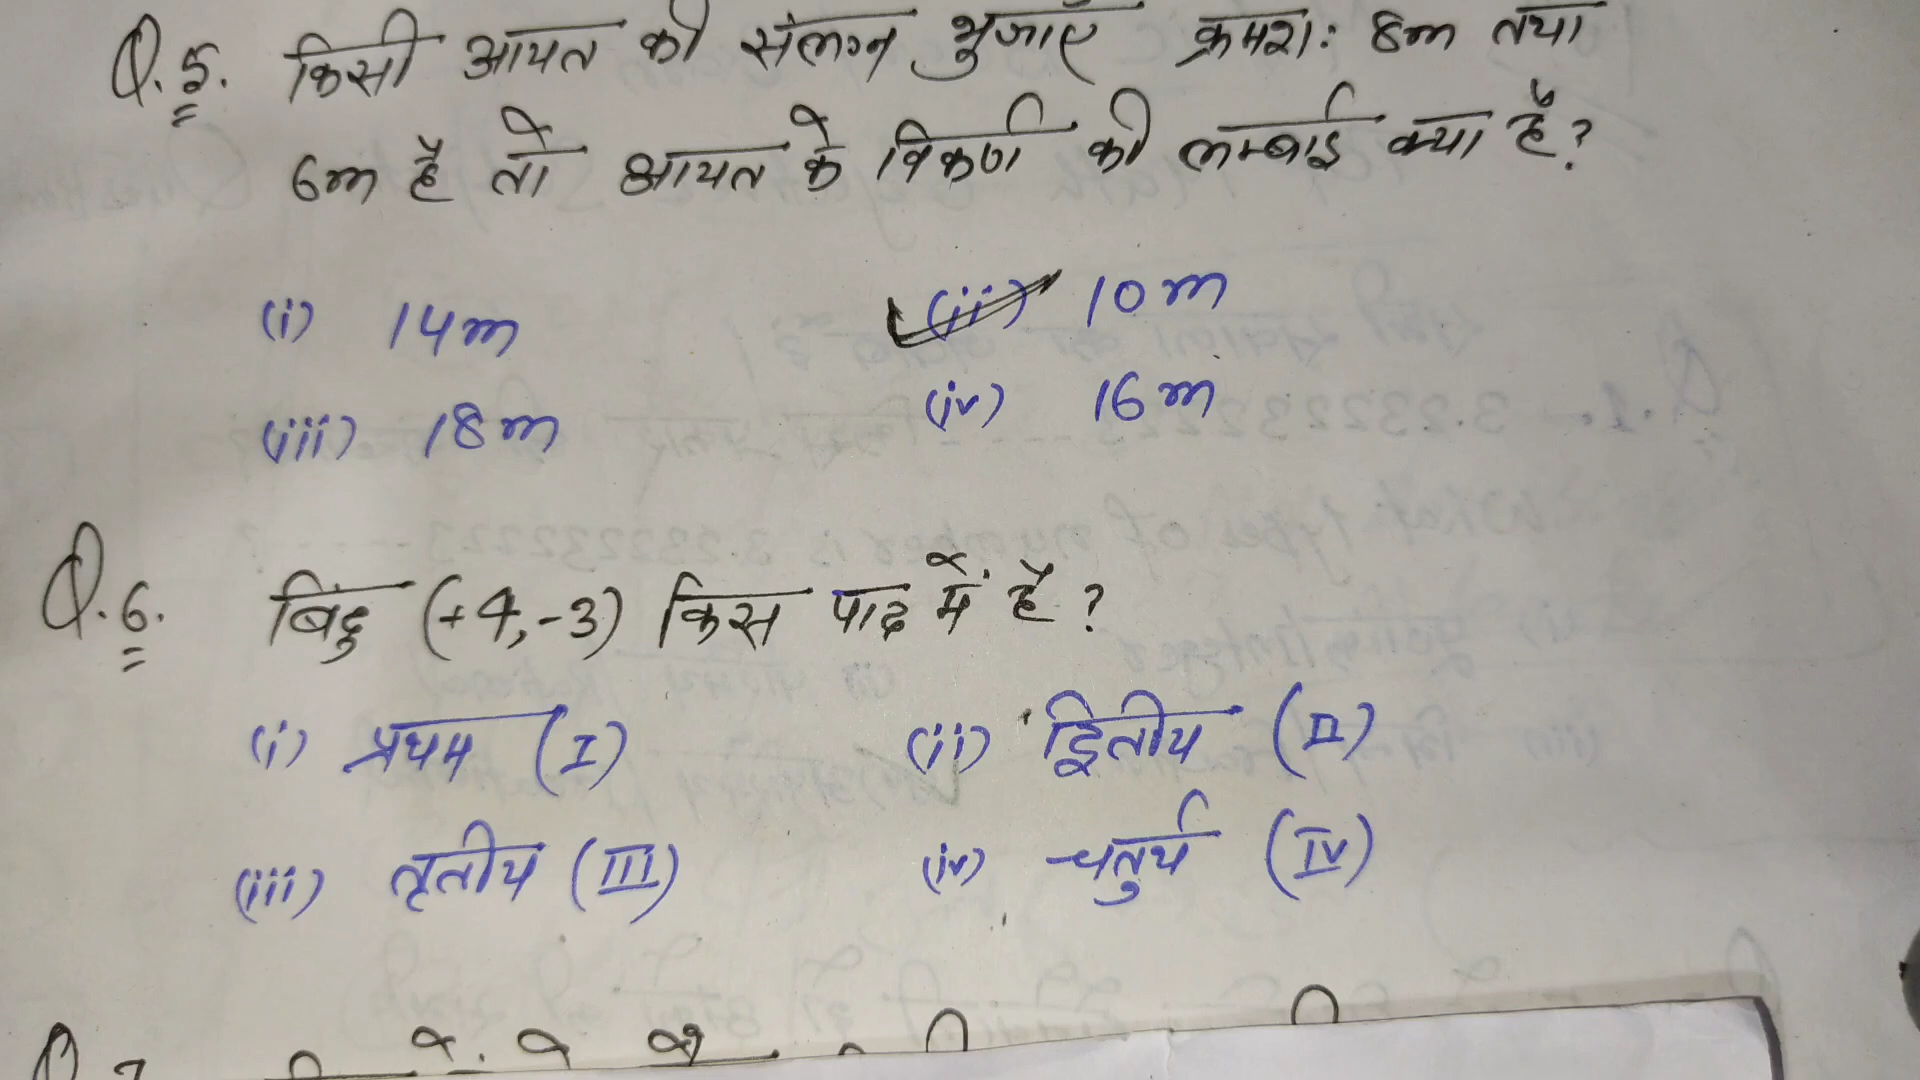 Q.5. किसी आयत की संलग्न भुजाएँ क्रमश: 8m तथा
6m है तो आयत के विकर्ण की लम्बाई क्या है?
(i) 14m (ii) 10m
(iii) 18m (iv) 16m
Q.6. बिंदु (+4,-3) किस पाद में है?
(i) प्रथम (I) (ii) द्वितीय (II)
(iii) तृतीय (III) (iv) चतुर्थ (IV)